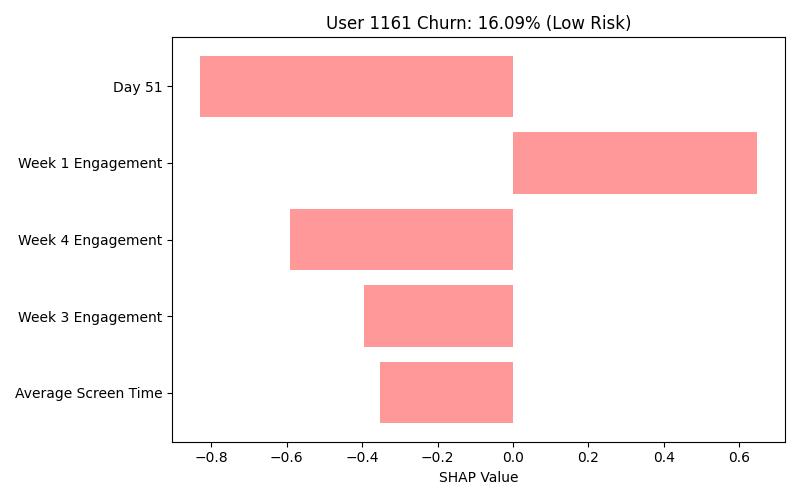 User 1161 Churn: 16.09% (Low Risk)
Day 51
Week 1 Engagement
Week 4 Engagement
Week 3 Engagement
Average Screen Time
−0.8 −0.6 −0.4 −0.2 0.0 0.2 0.4 0.6
SHAP Value